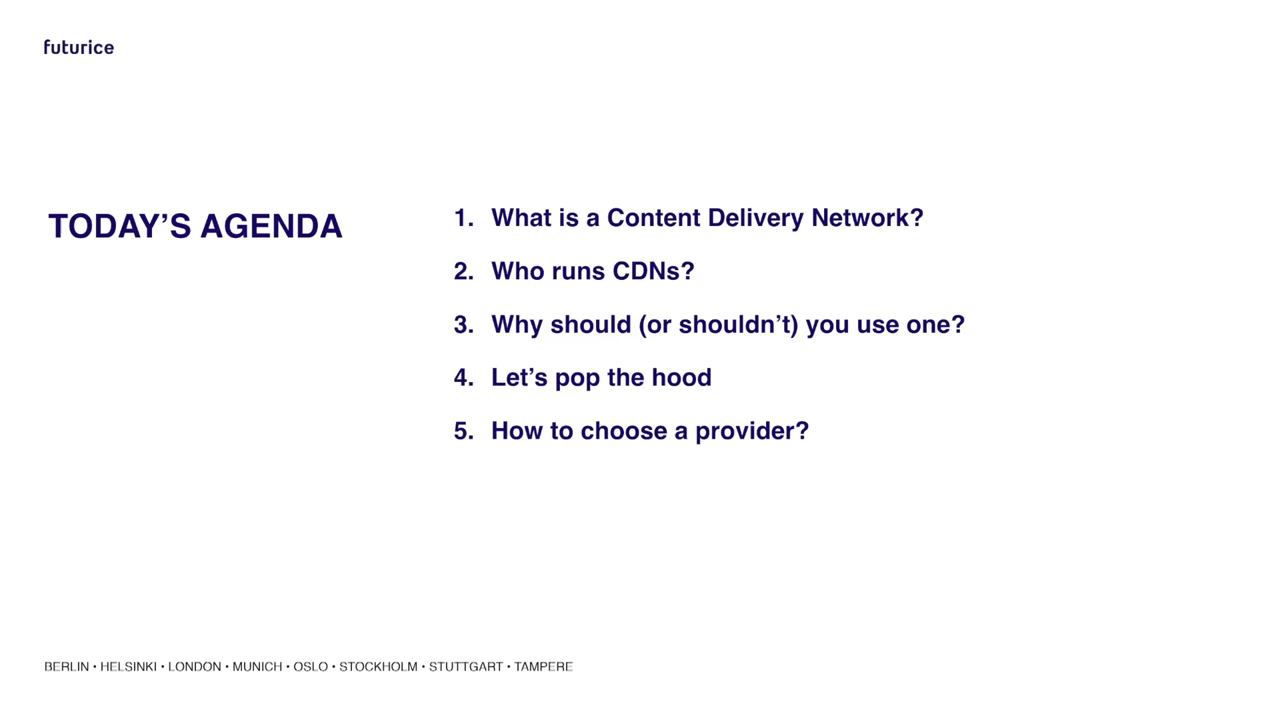 futurice
TODAY’S AGENDA
1. What is a Content Delivery Network?
2. Who runs CDNs?
3. Why should (or shouldn’t) you use one?
4. Let’s pop the hood
5. How to choose a provider?
BERLIN • HELSINKI • LONDON • MUNICH • OSLO • STOCKHOLM • STUTTGART • TAMPERE